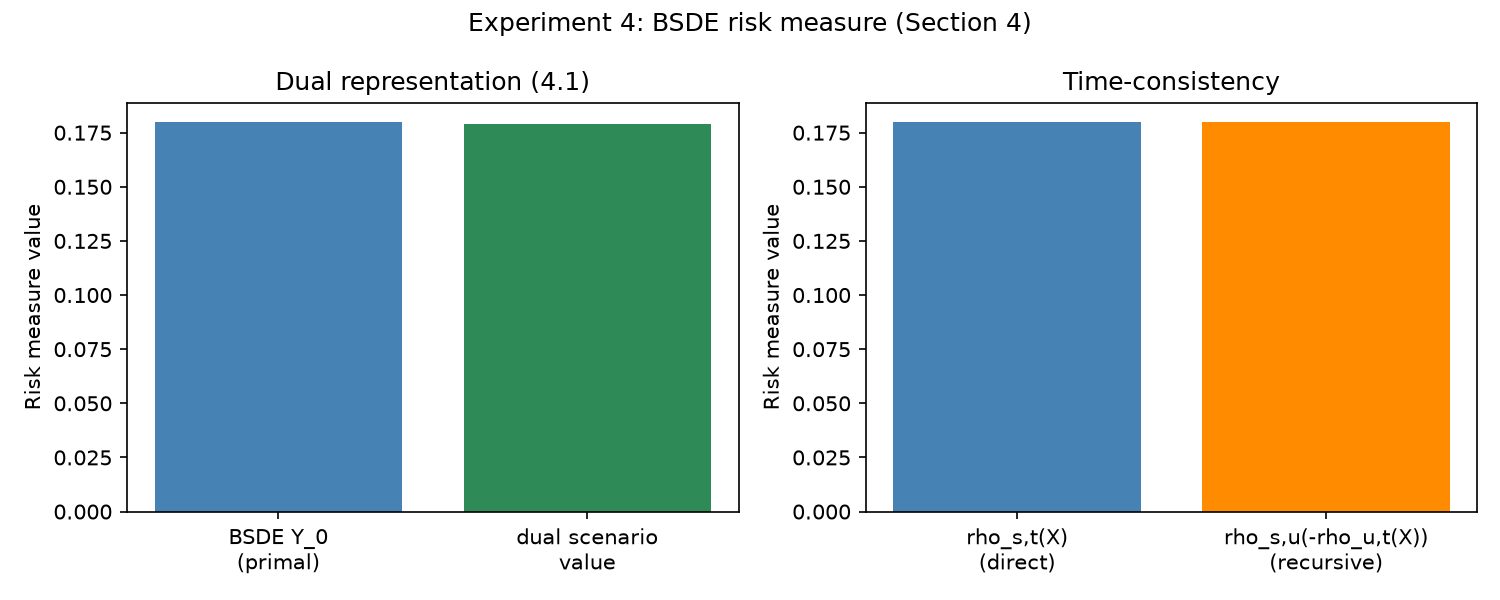 Experiment 4: BSDE risk measure (Section 4)
Dual representation (4.1)
Risk measure value
0.175
0.150
0.125
0.100
0.075
0.050
0.025
0.000
BSDE Y_0
(primal)
dual scenario
value
Time-consistency
Risk measure value
0.175
0.150
0.125
0.100
0.075
0.050
0.025
0.000
rho_s,t(X)
(direct)
rho_s,u(-rho_u,t(X))
(recursive)